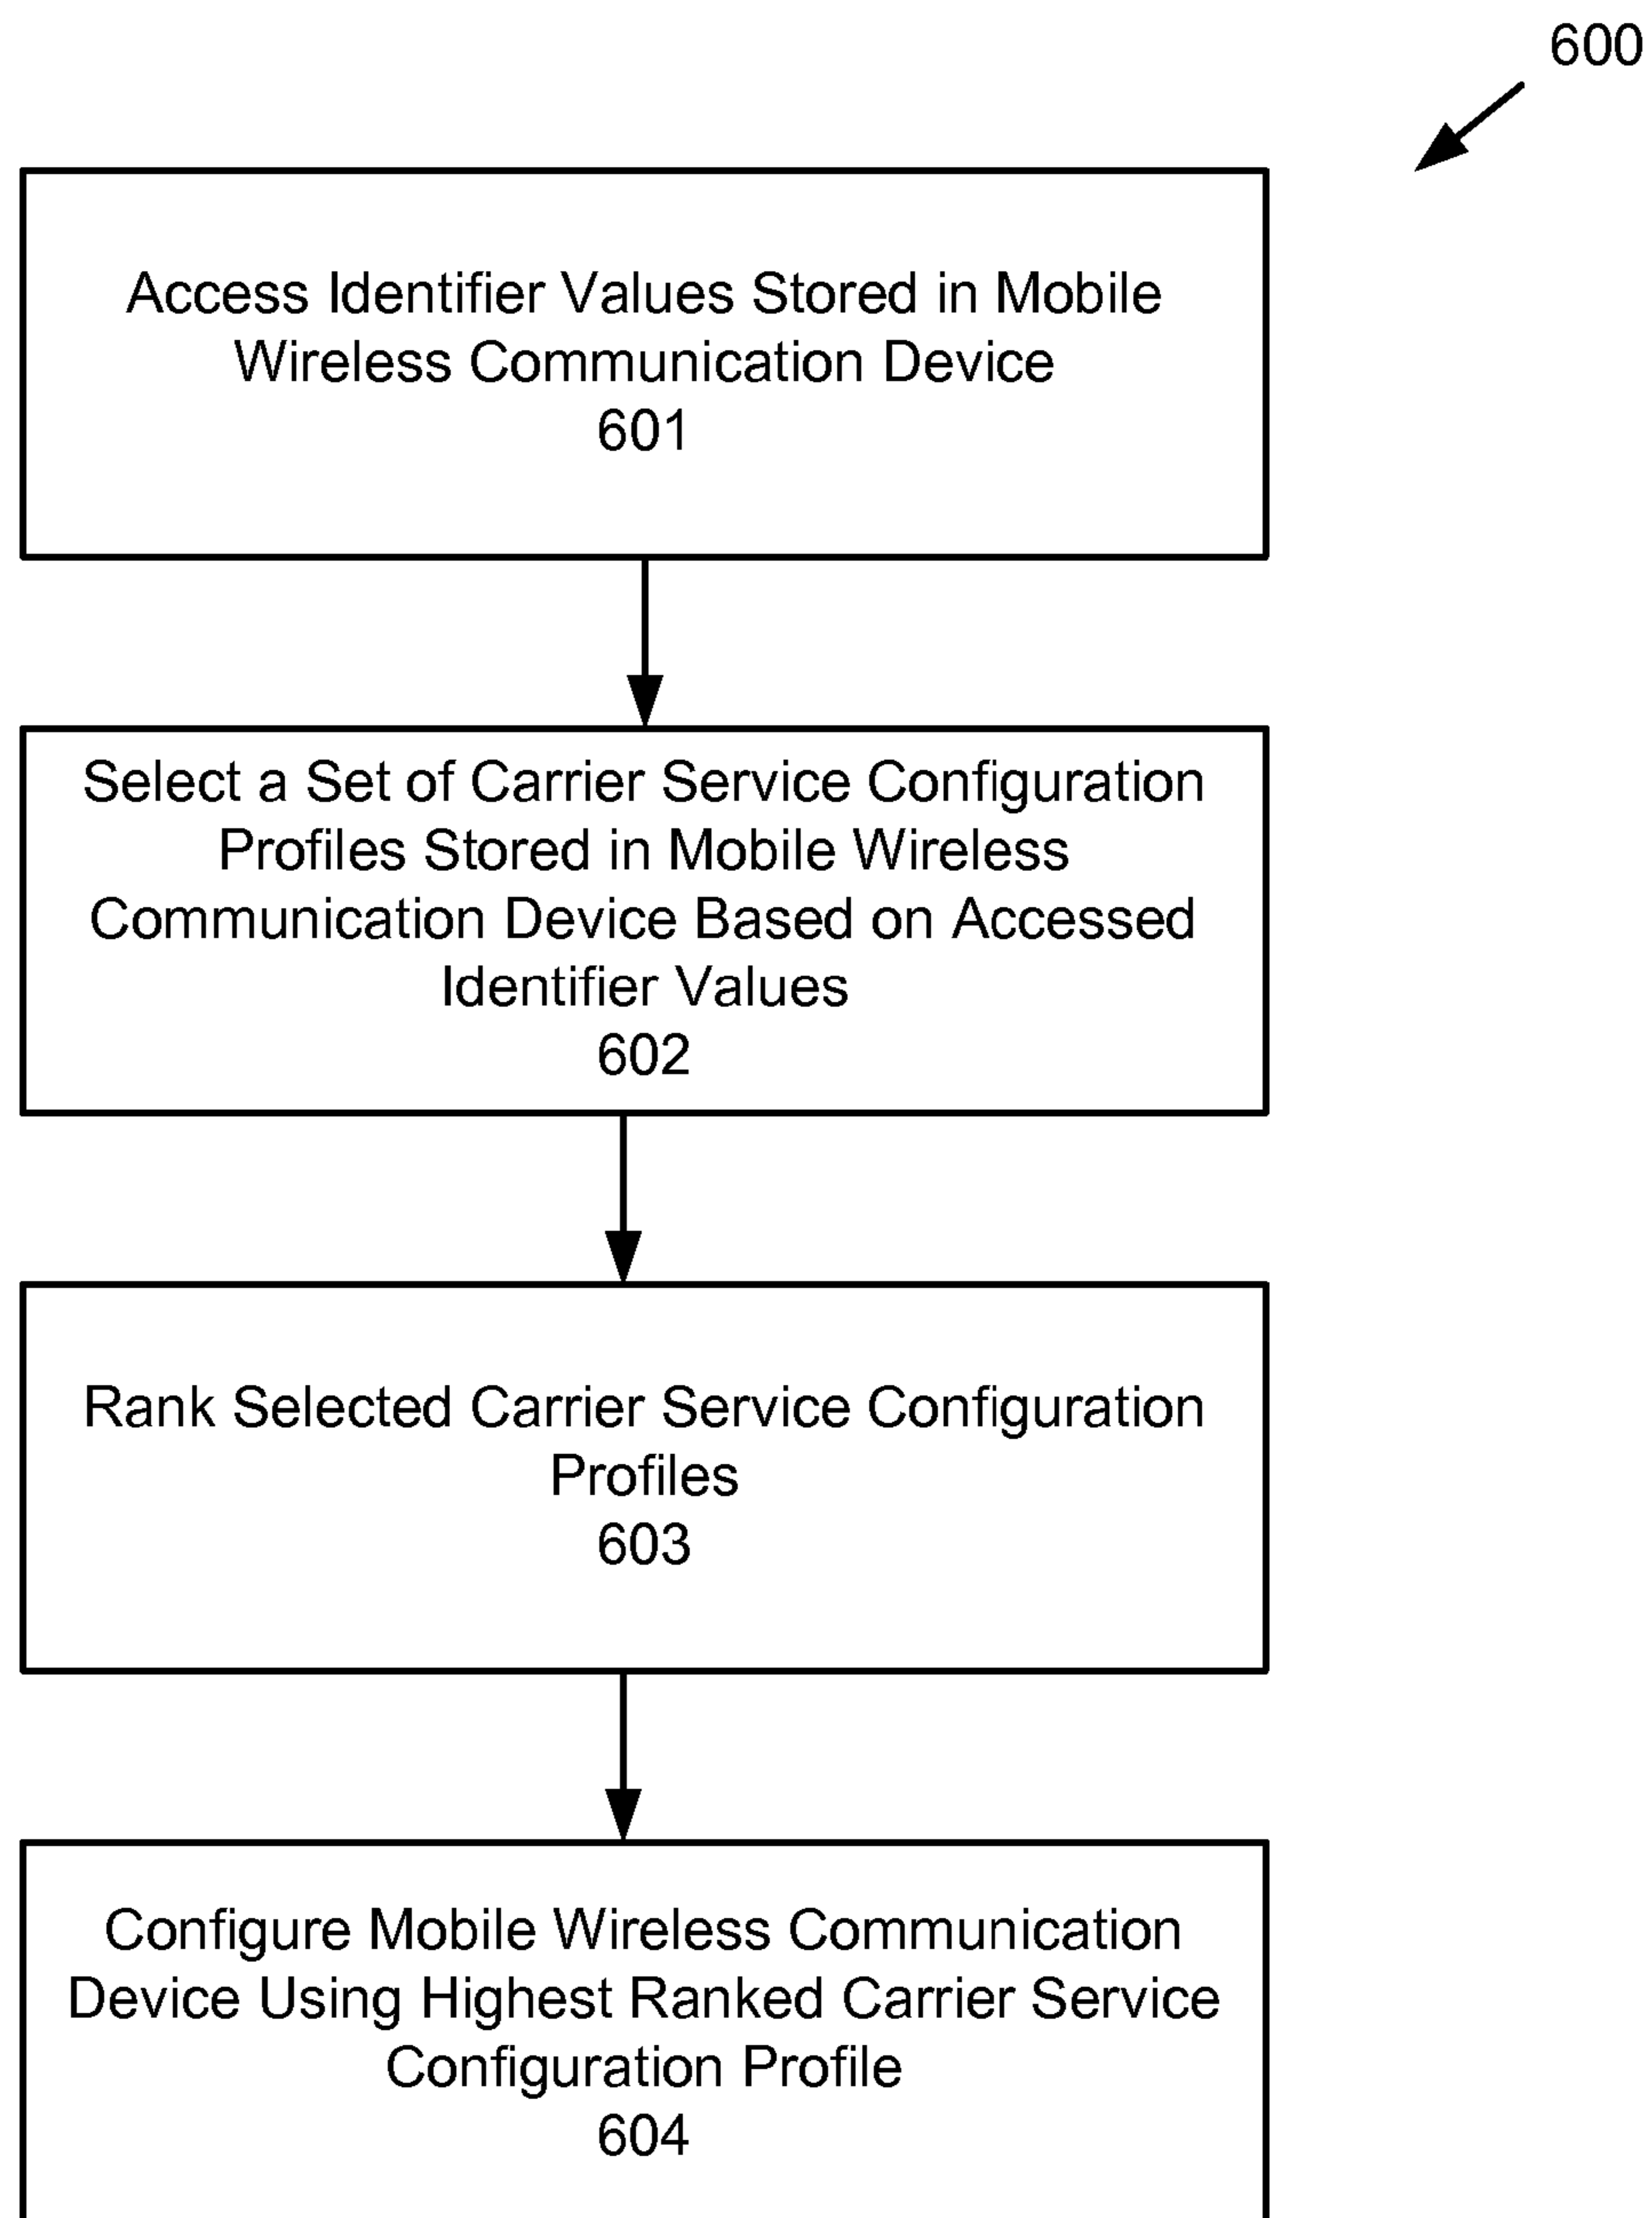 600
Access Identifier Values Stored in Mobile
Wireless Communication Device
601
Select a Set of Carrier Service Configuration
Profiles Stored in Mobile Wireless
Communication Device Based on Accessed
Identifier Values
602
Rank Selected Carrier Service Configuration
Profiles
603
Configure Mobile Wireless Communication
Device Using Highest Ranked Carrier Service
Configuration Profile
604